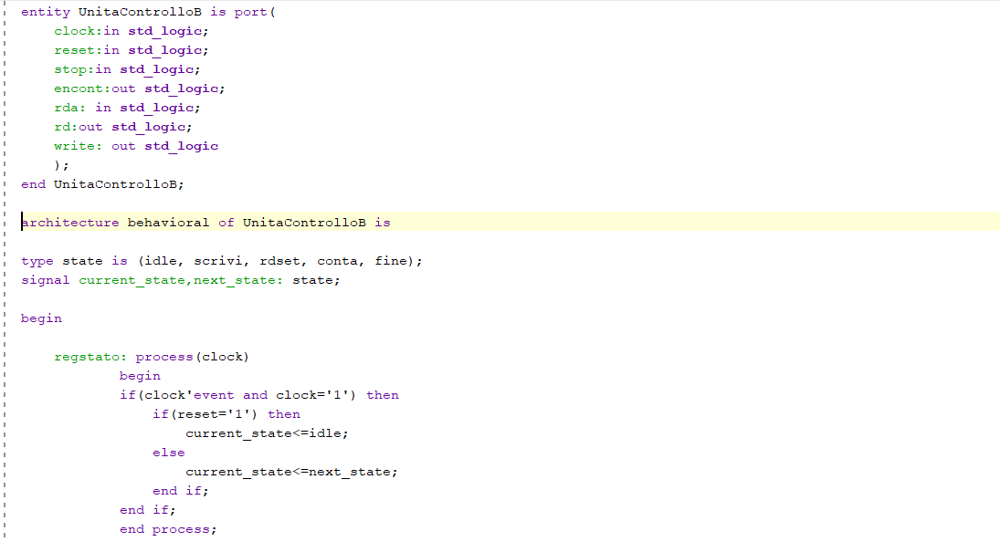 entity UnitaControlloB is port(
    clock:in std_logic;
    reset:in std_logic;
    stop:in std_logic;
    encont:out std_logic;
    rda: in std_logic;
    rd:out std_logic;
    write: out std_logic
    );
end UnitaControlloB;
architecture behavioral of UnitaControlloB is
type state is (idle, scrivi, rdset, conta, fine);
signal current_state,next_state: state;
begin
    regstato: process(clock)
            begin
            if(clock'event and clock='1') then
                if(reset='1') then
                    current_state<=idle;
                else
                    current_state<=next_state;
                end if;
            end if;
            end process;